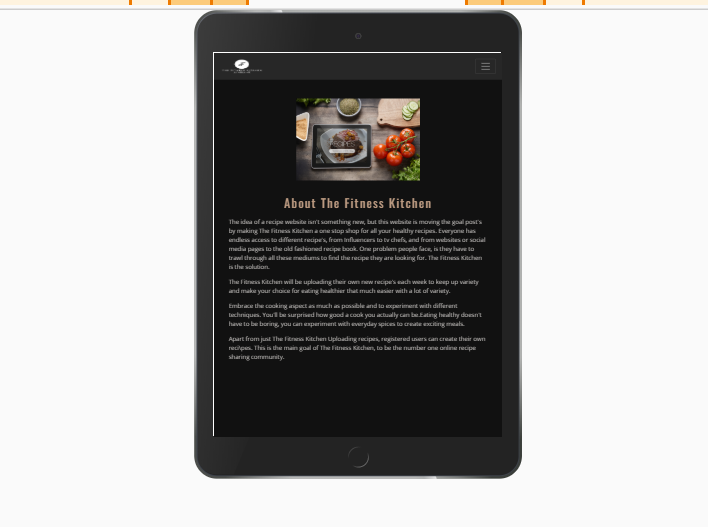 RECIPES
About The Fitness Kitchen
The idea of a recipe website isn't something new, but this website is moving the goal post's
by making The Fitness Kitchen a one stop shop for all your healthy recipes. Everyone has
endless access to different recipe's, from Influencers to tv chefs, and from websites or social
media pages to the old fashioned recipe book. One problem people face, is they have to
trawl through all these mediums to find the recipe they are looking for. The Fitness Kitchen
is the solution.
The Fitness Kitchen will be uploading their own new recipe's each week to keep up variety
and make your choice for eating healthier that much easier with a lot of variety.
Embrace the cooking aspect as much as possible and to experiment with different
techniques. You'll be surprised how good a cook you actually can be.Eating healthy doesn't
have to be boring, you can experiment with everyday spices to create exciting meals.
Apart from just The Fitness Kitchen Uploading recipes, registered users can create their own
This is the main goal of The Fitness Kitchen, to be the number one online recipe
sharing community.